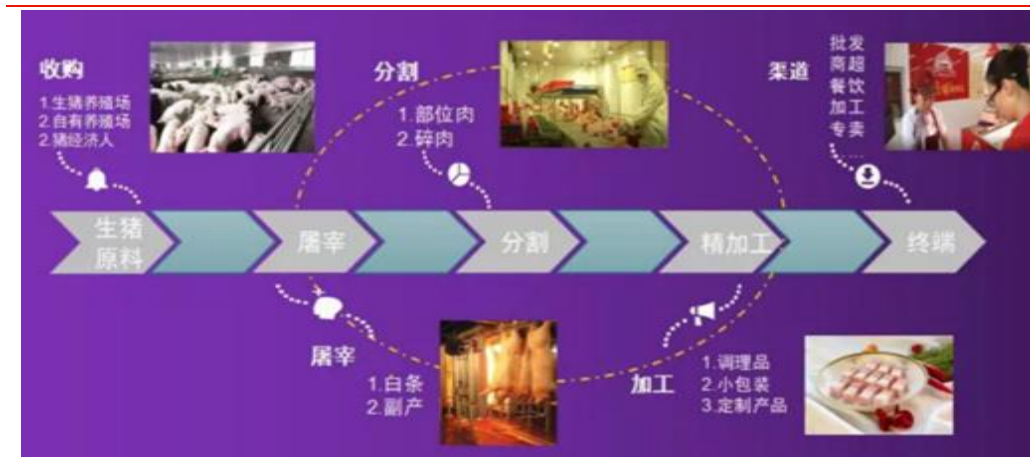 收购
1.生猪养殖场
2.自有养殖场
2.猪经济人
分割
1.部位肉
2.碎肉
渠道
批发
商超
餐饮
加工
专卖
...
生猪
原料
屠宰
分割
精加工
终端
屠宰
1.白条
2.副产
加工
1.调理品
2.小包装
3.定制产品